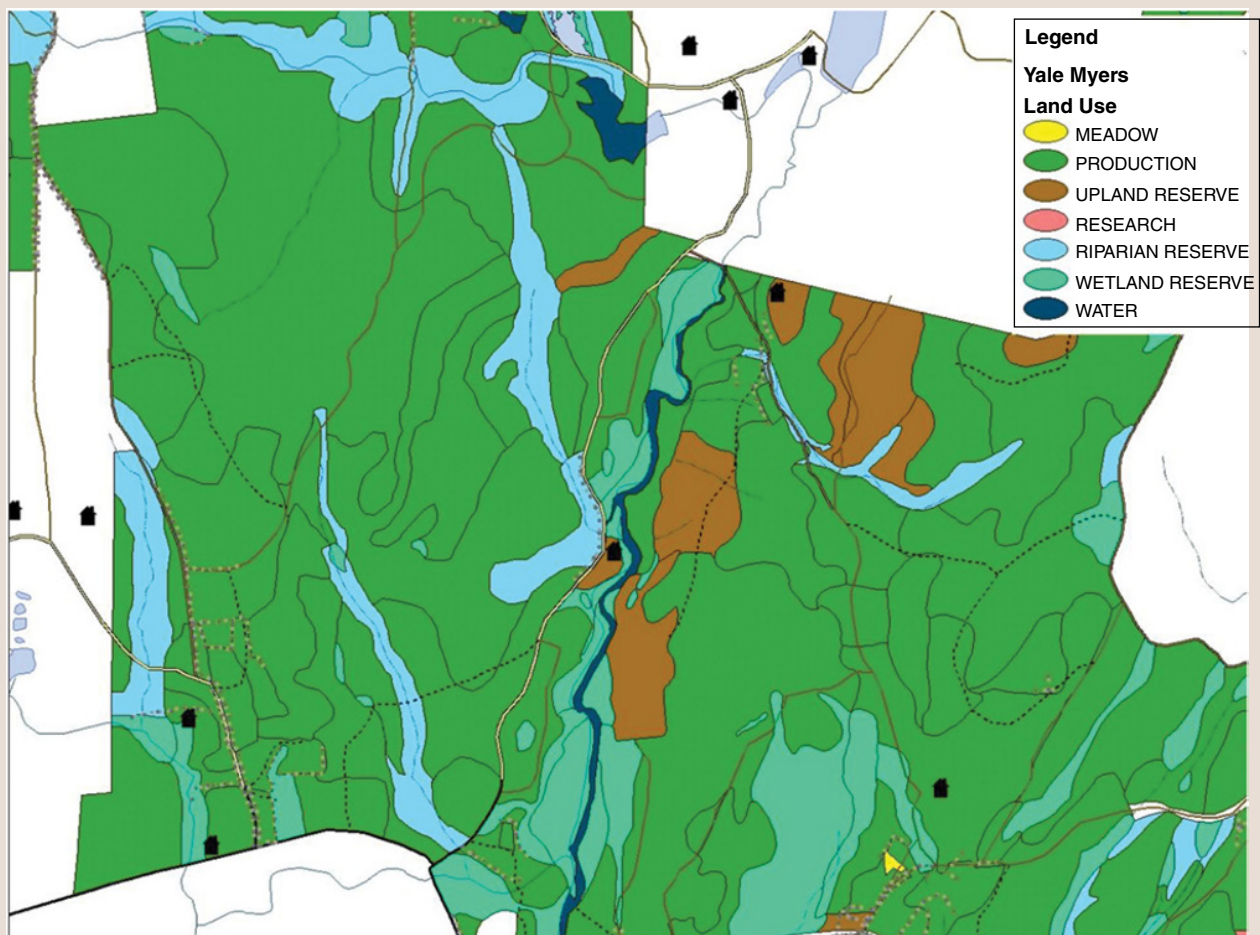 Legend
Yale Myers
Land Use
MEADOW
PRODUCTION
UPLAND RESERVE
RESEARCH
RIPARIAN RESERVE
WETLAND RESERVE
WATER